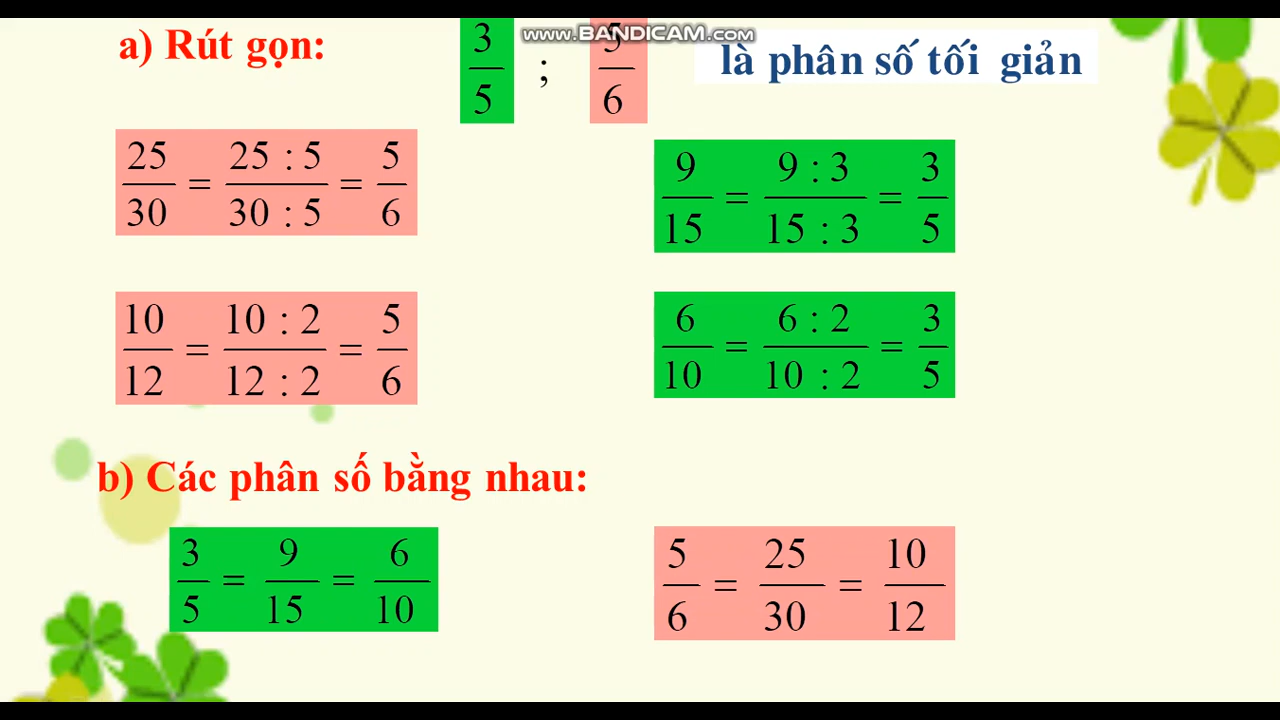 www.BANDICAM.com
a) Rút gọn: 3/5 ; 5/6 là phân số tối giản
25/30 = 25 : 5/30 : 5 = 5/6
9/15 = 9 : 3/15 : 3 = 3/5
10/12 = 10 : 2/12 : 2 = 5/6
6/10 = 6 : 2/10 : 2 = 3/5
b) Các phân số bằng nhau:
3/5 = 9/15 = 6/10
5/6 = 25/30 = 10/12